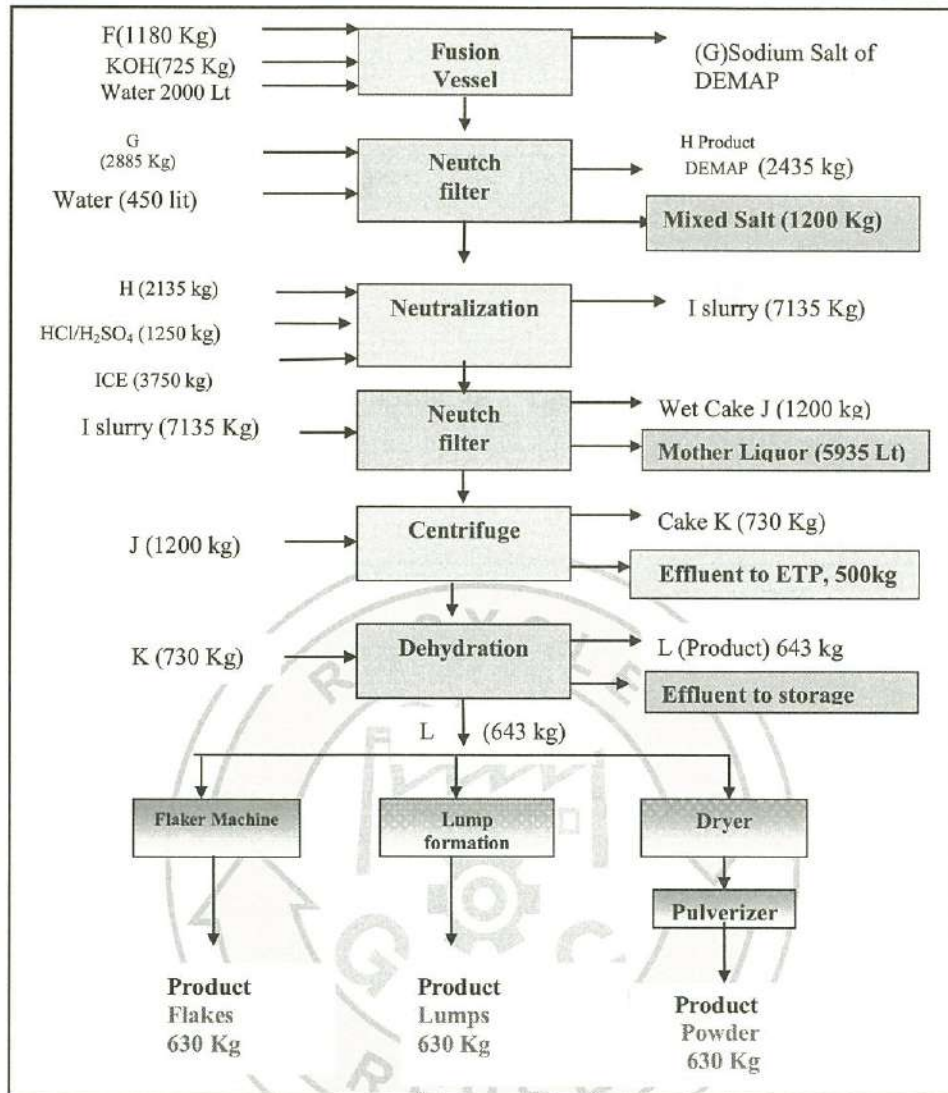 F(1180 Kg)
KOH(725 Kg)
Water 2000 Lt
Fusion
Vessel
(G)Sodium Salt of
DEMAP
G
(2885 Kg)
Water (450 lit)
Neutch
filter
H Product
DEMAP (2435 kg)
Mixed Salt (1200 Kg)
H (2135 kg)
HCl/H₂SO₄ (1250 kg)
ICE (3750 kg)
Neutralization
I slurry (7135 Kg)
I slurry (7135 Kg)
Neutch
filter
Wet Cake J (1200 kg)
Mother Liquor (5935 Lt)
J (1200 kg)
Centrifuge
Cake K (730 Kg)
Effluent to ETP, 500kg
K (730 Kg)
Dehydration
L (Product) 643 kg
Effluent to storage
L (643 kg)
Flaker Machine
Lump
formation
Dryer
Pulverizer
Product
Flakes
630 Kg
Product
Lumps
630 Kg
Product
Powder
630 Kg